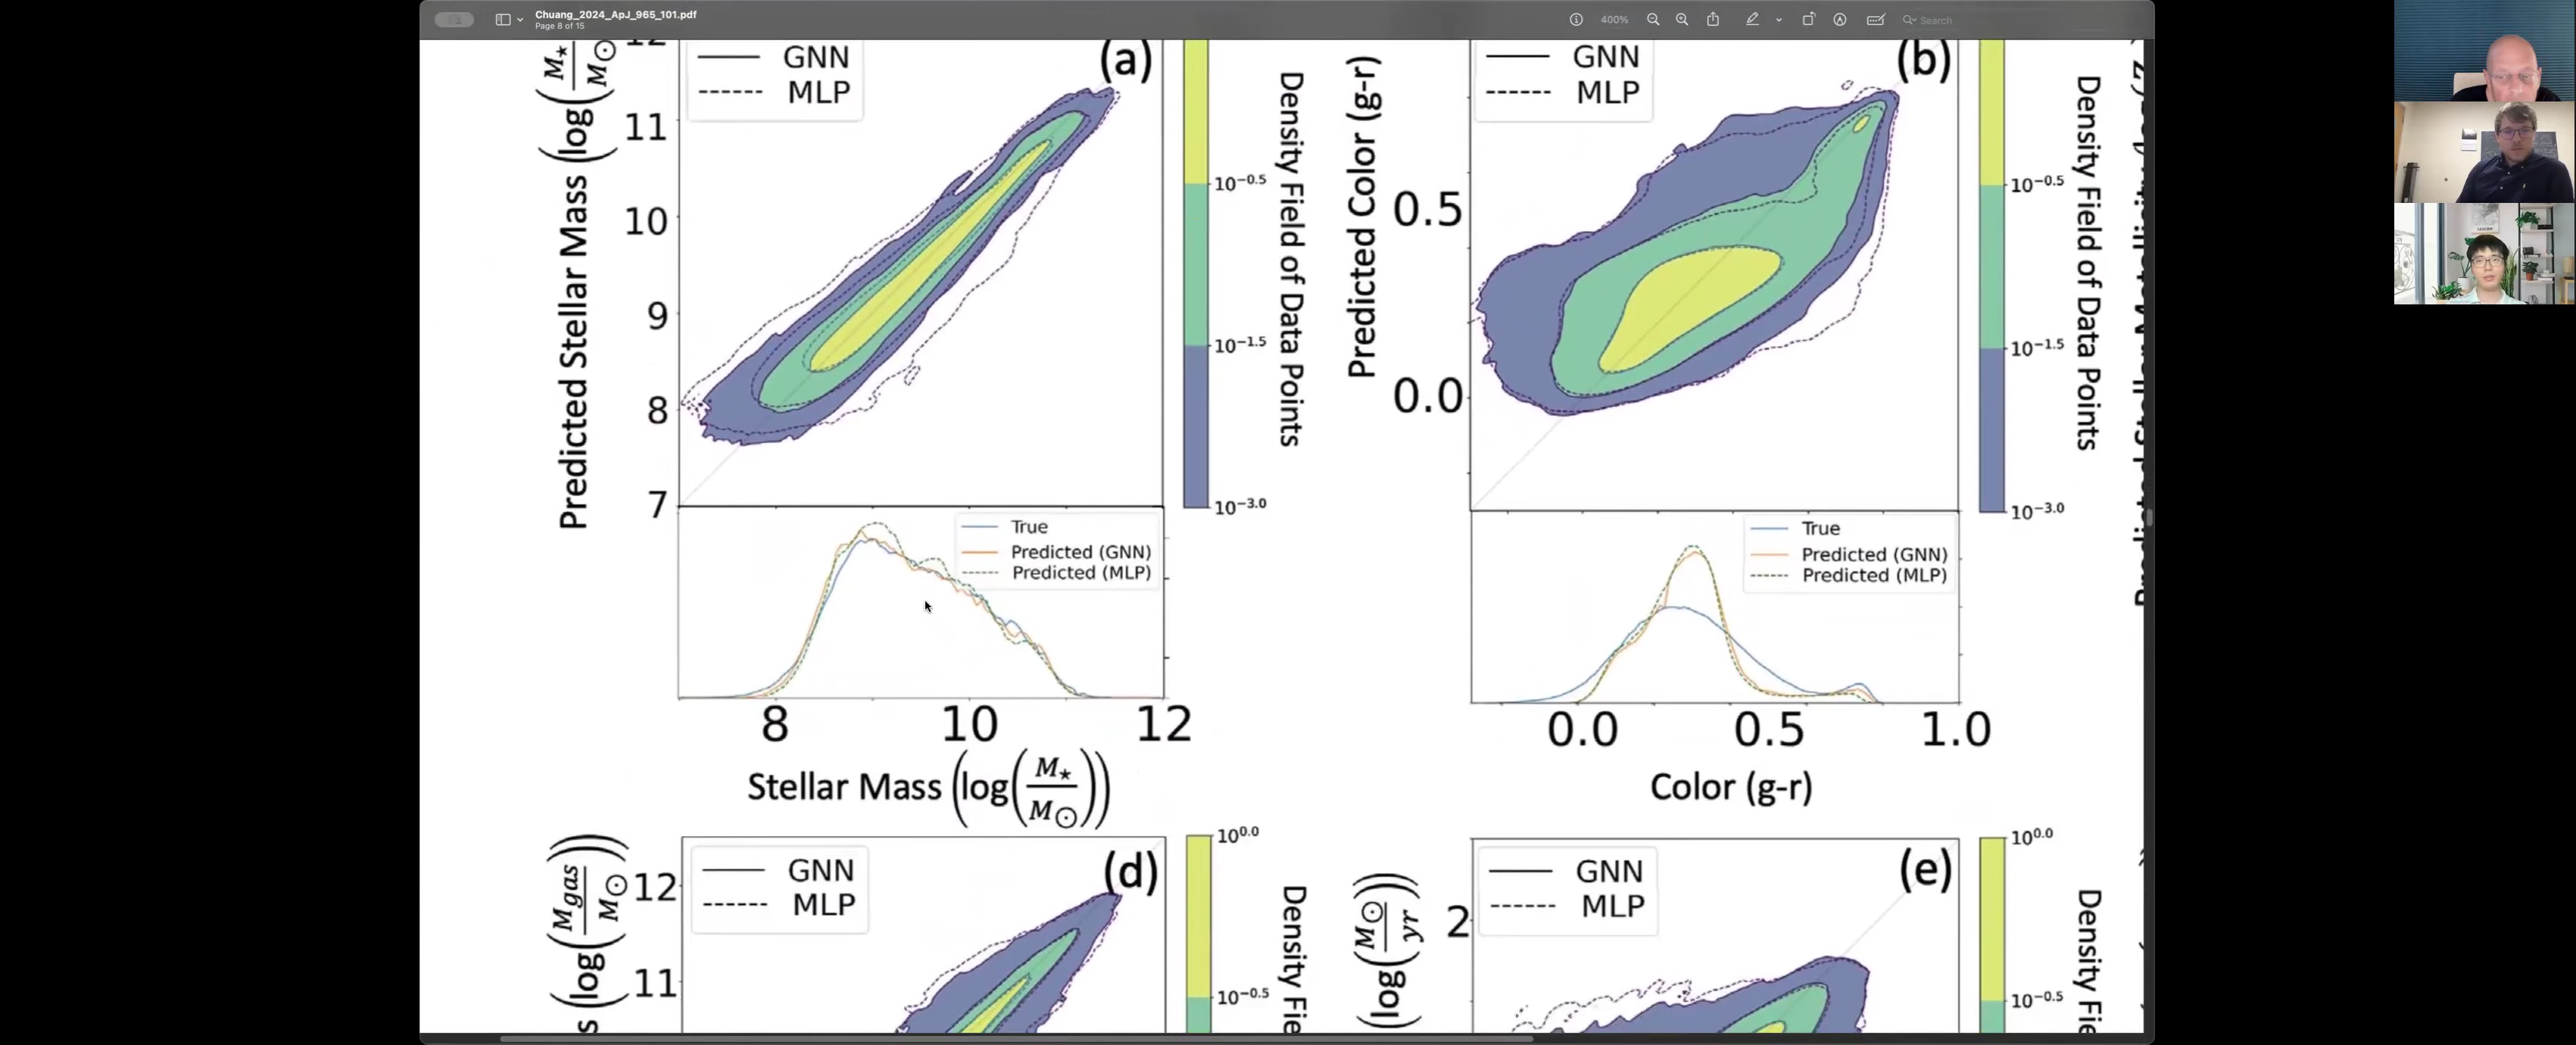 Chuang_2024_ApJ_965_101.pdf
Page 8 of 15
400%
Search
GNN
MLP
(a)
Predicted Stellar Mass (log(M⋆/M⊙))
12
11
10
9
8
7
10^-0.5
10^-1.5
10^-3.0
Density Field of Data Points
True
Predicted (GNN)
Predicted (MLP)
8 10 12
Stellar Mass (log(M⋆/M⊙))
GNN
MLP
(b)
Predicted Color (g-r)
0.5
0.0
10^-0.5
10^-1.5
10^-3.0
Density Field of Data Points
True
Predicted (GNN)
Predicted (MLP)
0.0 0.5 1.0
Color (g-r)
GNN
MLP
(d)
s (log(Mgas/M⊙))
12
11
10^0.0
10^-0.5
Density Fie
GNN
MLP
(e)
(log(M⊙/yr))
2
10^0.0
10^-0.5
Density Fie